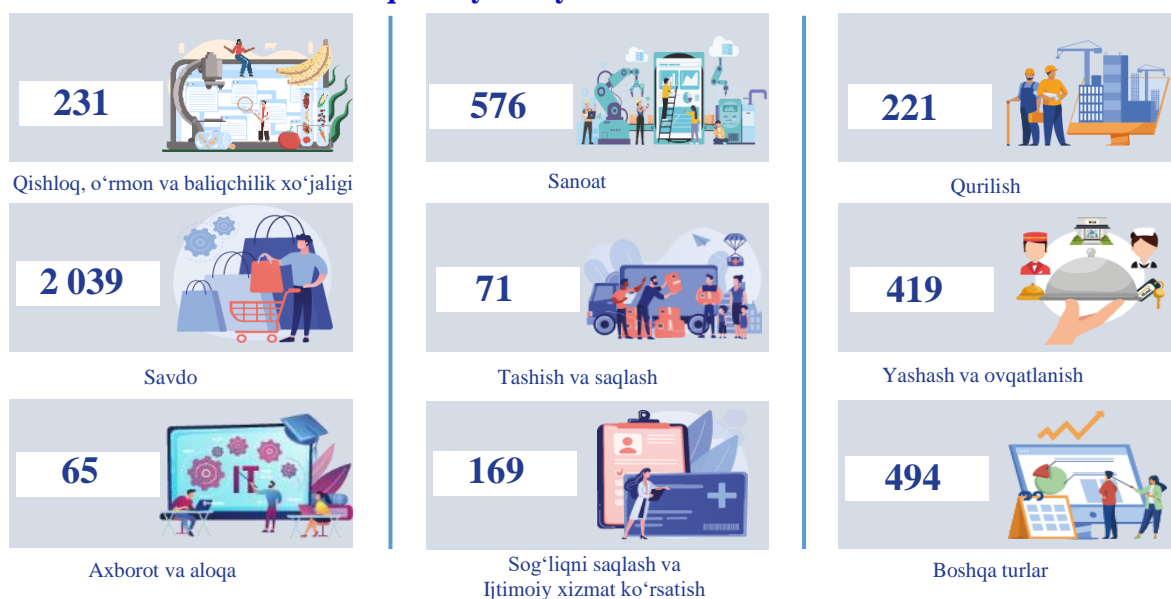 231
Qishloq, o‘rmon va baliqchilik xo‘jaligi
576
Sanoat
221
Qurilish
2 039
Savdo
71
Tashish va saqlash
419
Yashash va ovqatlanish
65
IT
Axborot va aloqa
169
Sog‘liqni saqlash va
Ijtimoiy xizmat ko‘rsatish
494
Boshqa turlar